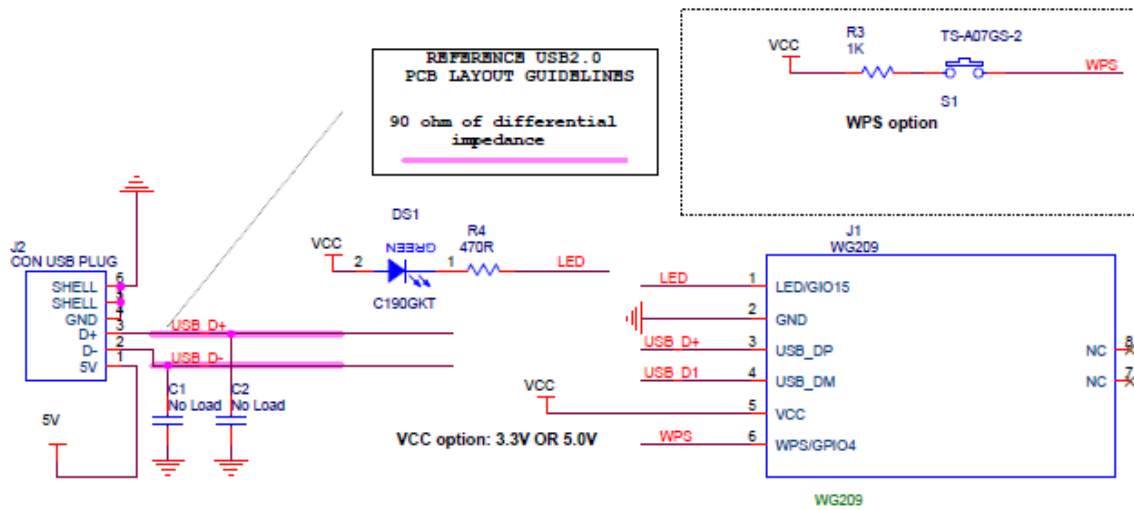 REFERENCE USB2.0
PCB LAYOUT GUIDELINES
90 ohm of differential
impedance
VCC
R3
1K
TS-A07GS-2
WPS
S1
WPS option
DS1
VCC
2
GREEN
1
R4
470R
LED
C190GKT
J2
CON USB PLUG
SHELL 6
SHELL 5
GND 4
D+ 3
D- 2
5V 1
USB_D+
USB_D-
C1
No Load
C2
No Load
5V
VCC option: 3.3V OR 5.0V
J1
WG209
LED 1 LED/GIO15
2 GND
USB_D+ 3 USB_DP NC 8
USB_D1 4 USB_DM NC 7
VCC 5 VCC
WPS 6 WPS/GPIO4
WG209